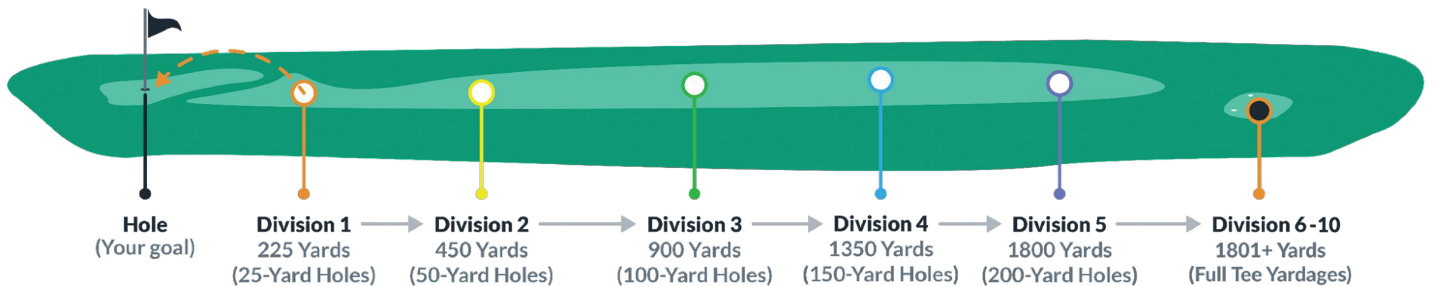 Hole
(Your goal)
Division 1
225 Yards
(25-Yard Holes)
Division 2
450 Yards
(50-Yard Holes)
Division 3
900 Yards
(100-Yard Holes)
Division 4
1350 Yards
(150-Yard Holes)
Division 5
1800 Yards
(200-Yard Holes)
Division 6-10
1801+ Yards
(Full Tee Yardages)